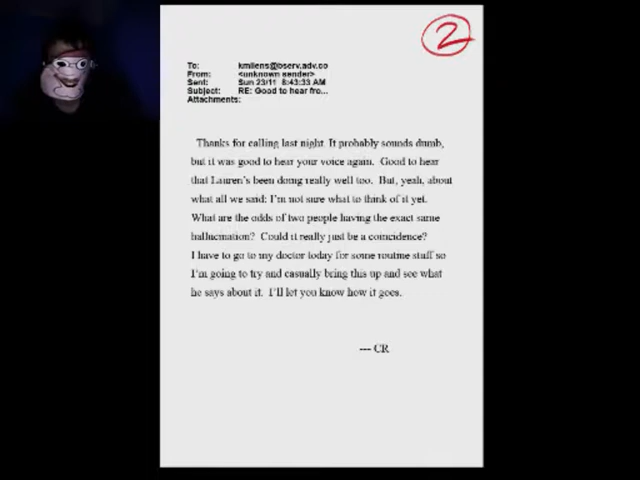 2
To: kmliens@bserv.adv.co
From: <unknown sender>
Sent: Sun 23/11 8:43:33 AM
Subject: RE: Good to hear fro...
Attachments:
Thanks for calling last night. It probably sounds dumb,
but it was good to hear your voice again. Good to hear
that Lauren's been doing really well too. But, yeah, about
what all we said: I'm not sure what to think of it yet.
What are the odds of two people having the exact same
hallucination? Could it really just be a coincidence?
I have to go to my doctor today for some routine stuff so
I'm going to try and casually bring this up and see what
he says about it. I'll let you know how it goes.
--- CR